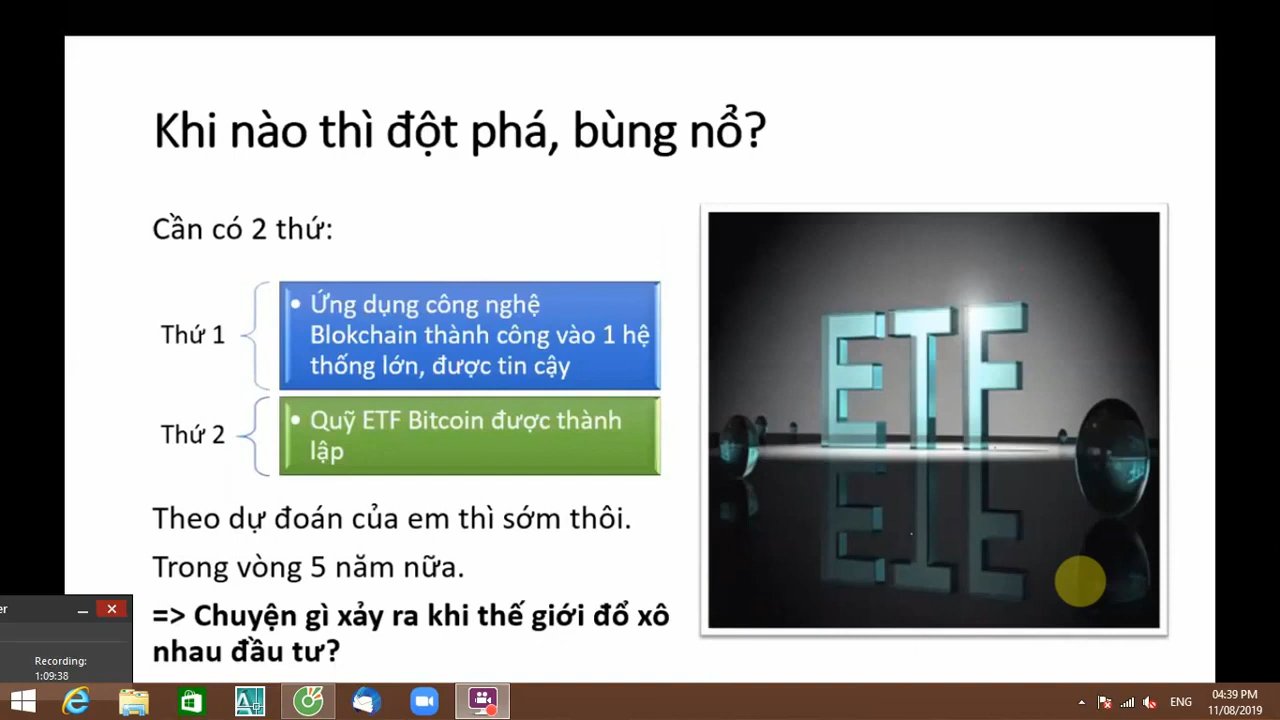 Khi nào thì đột phá, bùng nổ?
Cần có 2 thứ:
Thứ 1
• Ứng dụng công nghệ
Blokchain thành công vào 1 hệ
thống lớn, được tin cậy
Thứ 2
• Quỹ ETF Bitcoin được thành
lập
Theo dự đoán của em thì sớm thôi.
Trong vòng 5 năm nữa.
=> Chuyện gì xảy ra khi thế giới đổ xô
nhau đầu tư?
ETF
er
Recording:
1:09:38
ENG
04:39 PM
11/08/2019